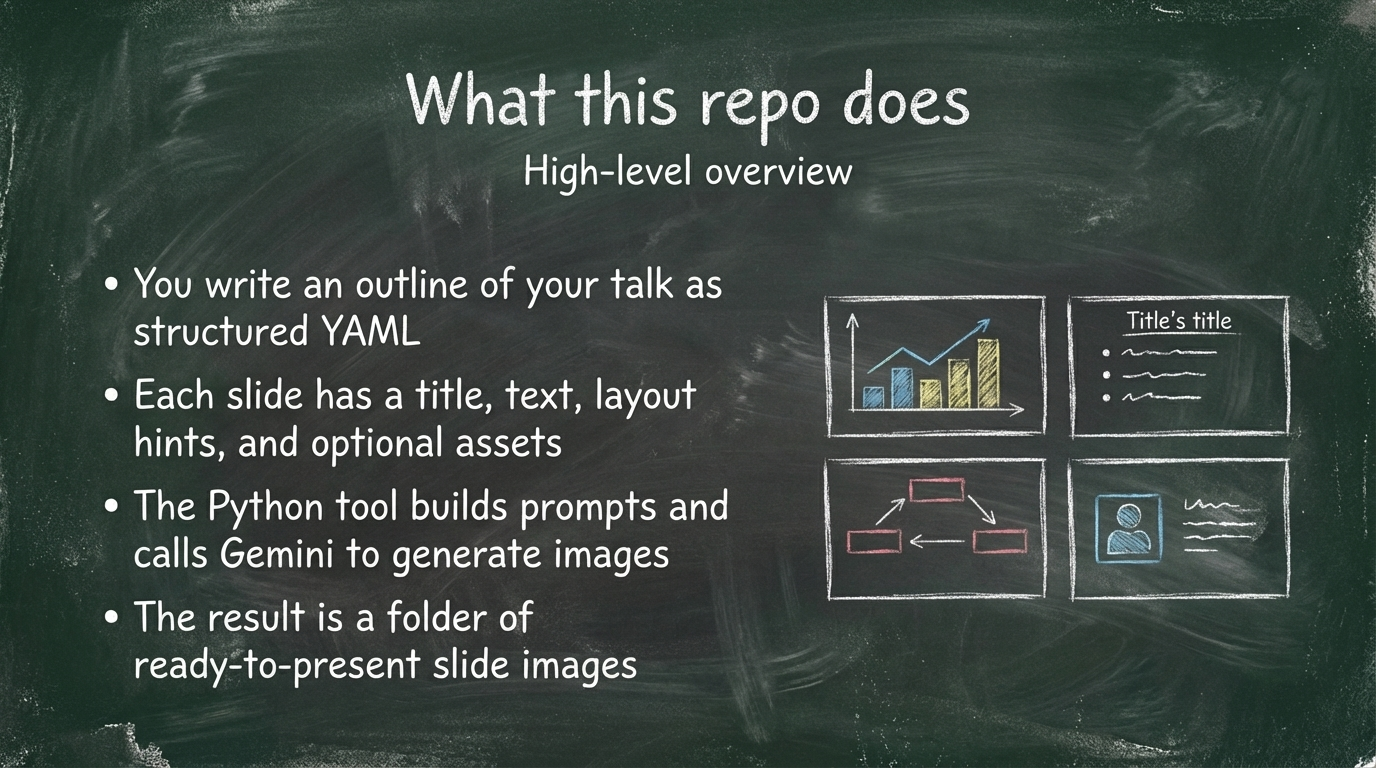 What this repo does
High-level overview
• You write an outline of your talk as
structured YAML
• Each slide has a title, text, layout
hints, and optional assets
• The Python tool builds prompts and
calls Gemini to generate images
• The result is a folder of
ready-to-present slide images
Title's title